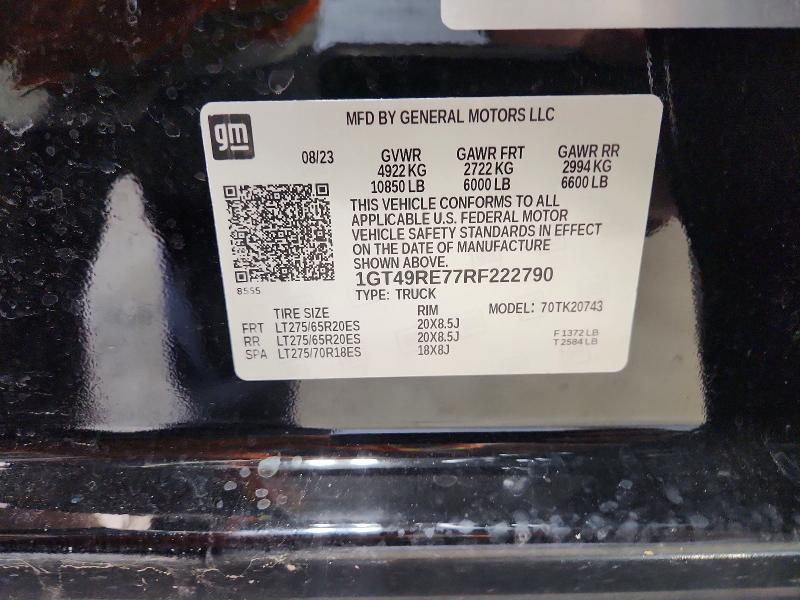 gm
MFD BY GENERAL MOTORS LLC
08/23 GVWR GAWR FRT GAWR RR
4922 KG 2722 KG 2994 KG
10850 LB 6000 LB 6600 LB
THIS VEHICLE CONFORMS TO ALL
APPLICABLE U.S. FEDERAL MOTOR
VEHICLE SAFETY STANDARDS IN EFFECT
ON THE DATE OF MANUFACTURE
SHOWN ABOVE.
8555
1GT49RE77RF222790
TYPE: TRUCK
TIRE SIZE RIM MODEL: 70TK20743
FRT LT275/65R20ES 20X8.5J
RR LT275/65R20ES 20X8.5J
SPA LT275/70R18ES 18X8J
F 1372 LB
T 2584 LB